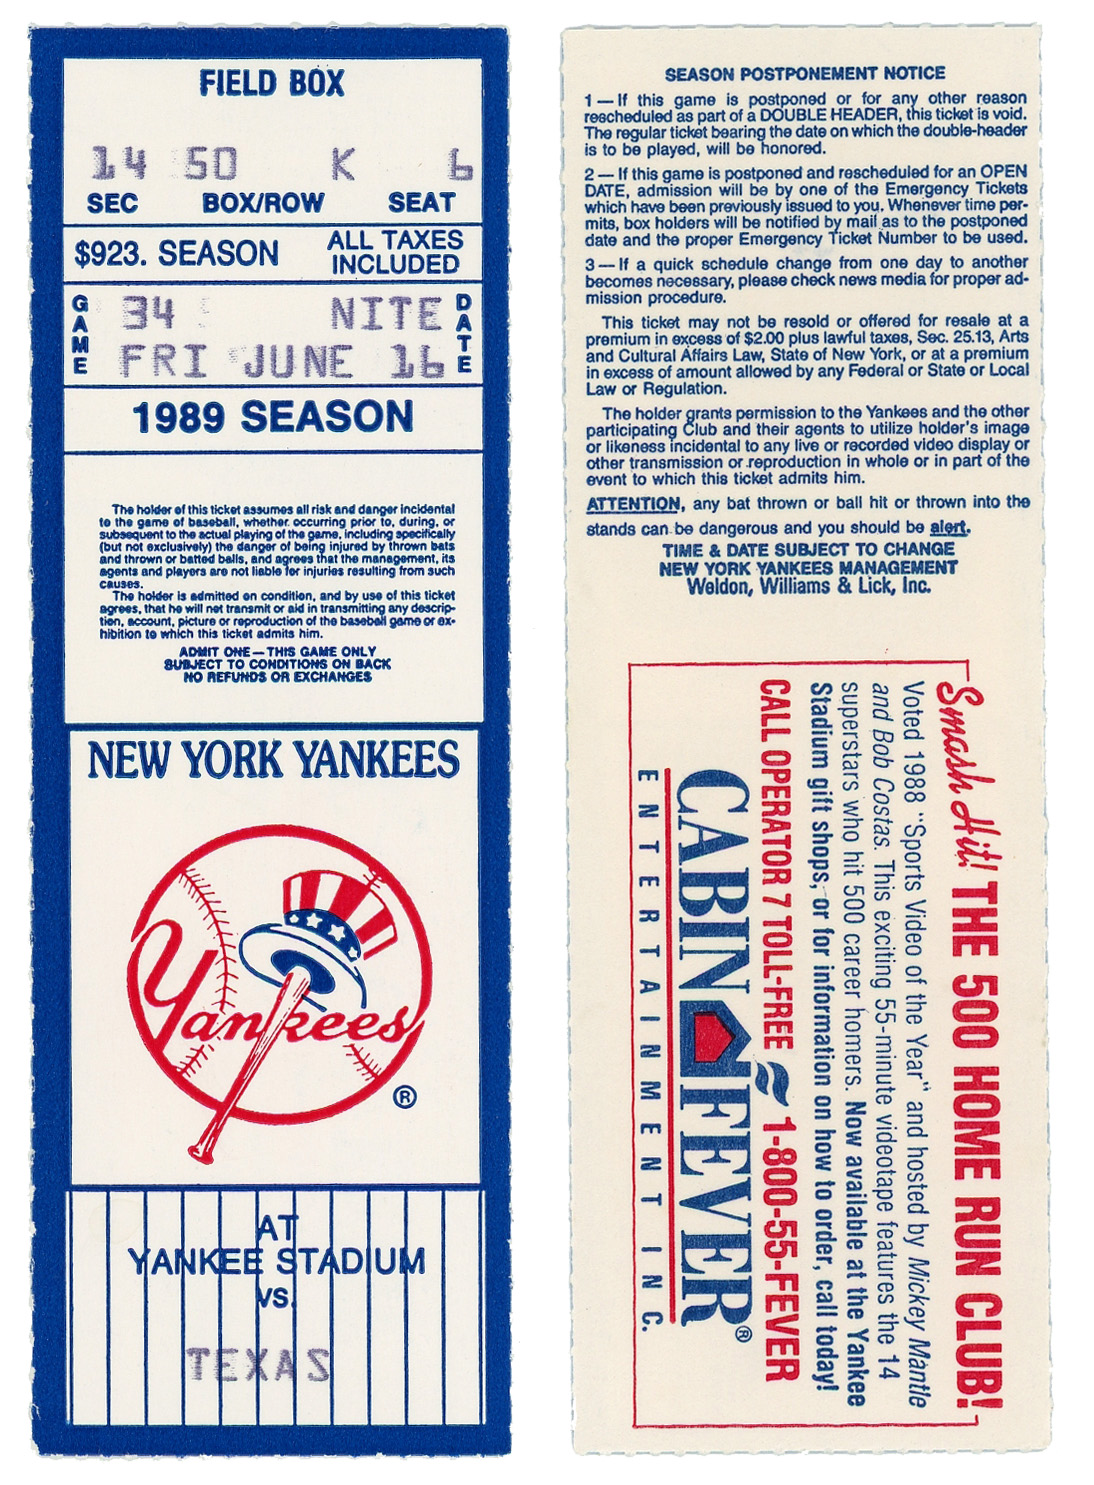 FIELD BOX
14 50 K 6
SEC BOX/ROW SEAT
$923. SEASON ALL TAXES INCLUDED
GAME 34 NITE DATE
FRI JUNE 16
1989 SEASON
The holder of this ticket assumes all risk and danger incidental
to the game of baseball, whether occurring prior to, during, or
subsequent to the actual playing of the game, including specifically
(but not exclusively) the danger of being injured by thrown bats
and thrown or batted balls, and agrees that the management, its
agents and players are not liable for injuries resulting from such
causes.
The holder is admitted on condition, and by use of this ticket
agrees, that he will not transmit or aid in transmitting any descrip-
tion, account, picture or reproduction of the baseball game or ex-
hibition to which this ticket admits him.
ADMIT ONE — THIS GAME ONLY
SUBJECT TO CONDITIONS ON BACK
NO REFUNDS OR EXCHANGES
NEW YORK YANKEES
Yankees
®
AT
YANKEE STADIUM
VS.
TEXAS
SEASON POSTPONEMENT NOTICE
1 — If this game is postponed or for any other reason
rescheduled as part of a DOUBLE HEADER, this ticket is void.
The regular ticket bearing the date on which the double-header
is to be played, will be honored.
2 — If this game is postponed and rescheduled for an OPEN
DATE, admission will be by one of the Emergency Tickets
which have been previously issued to you. Whenever time per-
mits, box holders will be notified by mail as to the postponed
date and the proper Emergency Ticket Number to be used.
3 — If a quick schedule change from one day to another
becomes necessary, please check news media for proper ad-
mission procedure.
This ticket may not be resold or offered for resale at a
premium in excess of $2.00 plus lawful taxes, Sec. 25.13, Arts
and Cultural Affairs Law, State of New York, or at a premium
in excess of amount allowed by any Federal or State or Local
Law or Regulation.
The holder grants permission to the Yankees and the other
participating Club and their agents to utilize holder's image
or likeness incidental to any live or recorded video display or
other transmission or reproduction in whole or in part of the
event to which this ticket admits him.
ATTENTION, any bat thrown or ball hit or thrown into the
stands can be dangerous and you should be alert.
TIME & DATE SUBJECT TO CHANGE
NEW YORK YANKEES MANAGEMENT
Weldon, Williams & Lick, Inc.
Smash Hit! THE 500 HOME RUN CLUB!
Voted 1988 "Sports Video of the Year" and hosted by Mickey Mantle
and Bob Costas. This exciting 55-minute videotape features the 14
superstars who hit 500 career homers. Now available at the Yankee
Stadium gift shops, or for information on how to order, call today!
CALL OPERATOR 7 TOLL-FREE 1-800-55-FEVER
CABIN FEVER®
ENTERTAINMENT INC.